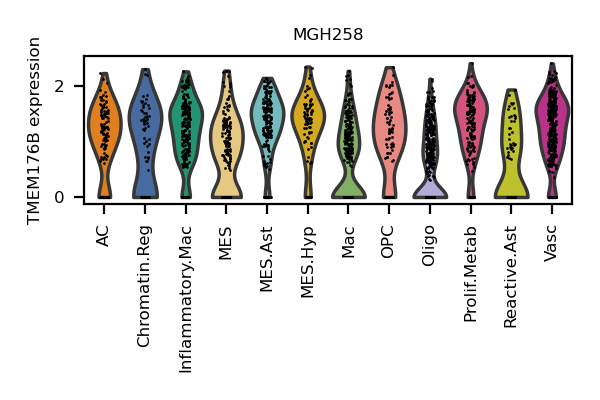 MGH258
TMEM176B expression
2
0
AC
Chromatin.Reg
Inflammatory.Mac
MES
MES.Ast
MES.Hyp
Mac
OPC
Oligo
Prolif.Metab
Reactive.Ast
Vasc